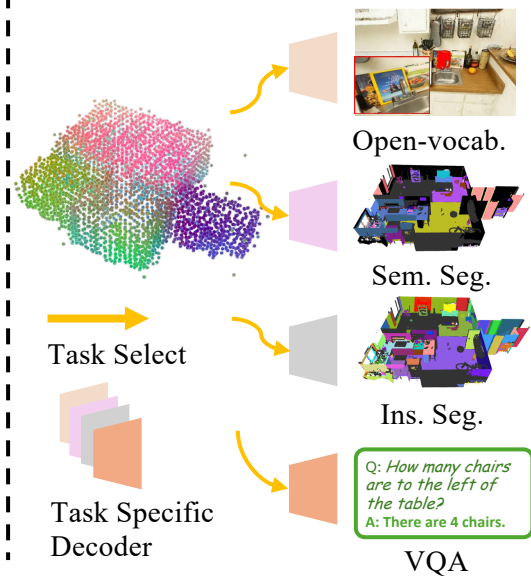 Open-vocab.
Sem. Seg.
Task Select
Ins. Seg.
Task Specific
Decoder
Q: How many chairs
are to the left of
the table?
A: There are 4 chairs.
VQA